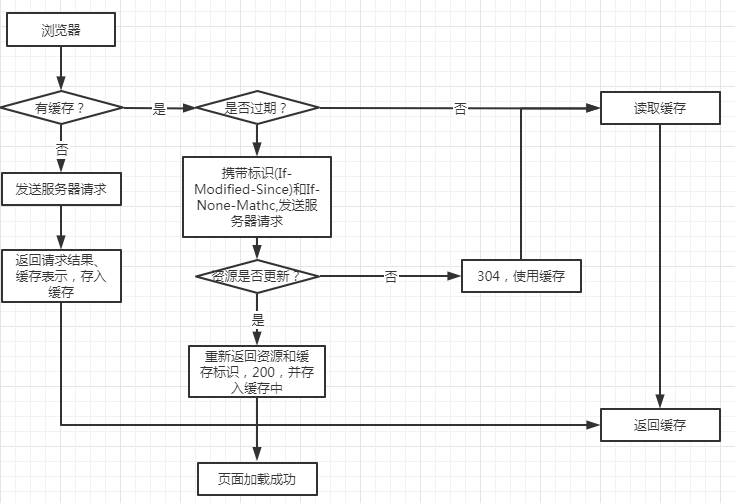 浏览器
有缓存？
是
是否过期？
否
读取缓存
否
发送服务器请求
携带标识(If-
Modified-Since)和If-
None-Mathc,发送服
务器请求
返回请求结果、
缓存表示，存入
缓存
资源是否更新？
否
304，使用缓存
是
重新返回资源和缓
存标识，200，并存
入缓存中
返回缓存
页面加载成功